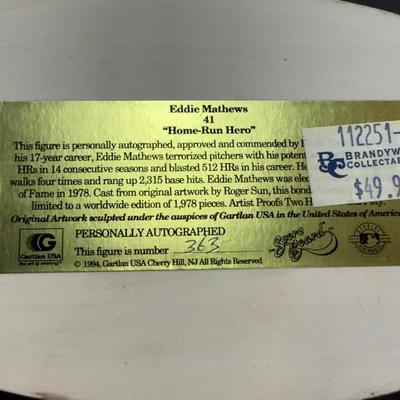 Eddie Mathews
41
"Home-Run Hero"
This figure is personally autographed, approved and commended by
his 17-year career, Eddie Mathews terrorized pitchers with his potent
HRs in 14 consecutive seasons and blasted 512 HRs in his career. He
walks four times and rang up 2,315 base hits. Eddie Mathews was
of Fame in 1978. Cast from original artwork by Roger Sun, this
limited to a worldwide edition of 1,978 pieces. Artist Proofs Two
Original Artwork sculpted under the auspices of Gartlan USA in the United States of America
PERSONALLY AUTOGRAPHED
This figure is number 363
© 1994, Gartlan USA Cherry Hill, NJ All Rights Reserved
G
Gartlan USA
Score Board
112251-
BC BRANDYW
COLLECTAB
$49.9